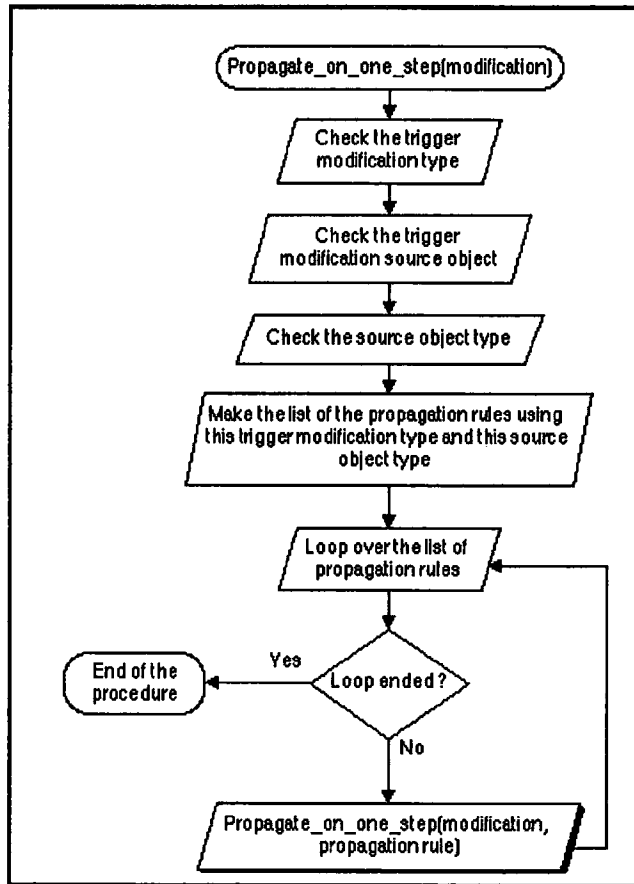 Propagate_on_one_step(modification)
Check the trigger
modification type
Check the trigger
modification source object
Check the source object type
Make the list of the propagation rules using
this trigger modification type and this source
object type
Loop over the list of
propagation rules
Loop ended ?
Yes
End of the
procedure
No
Propagate_on_one_step(modification,
propagation rule)